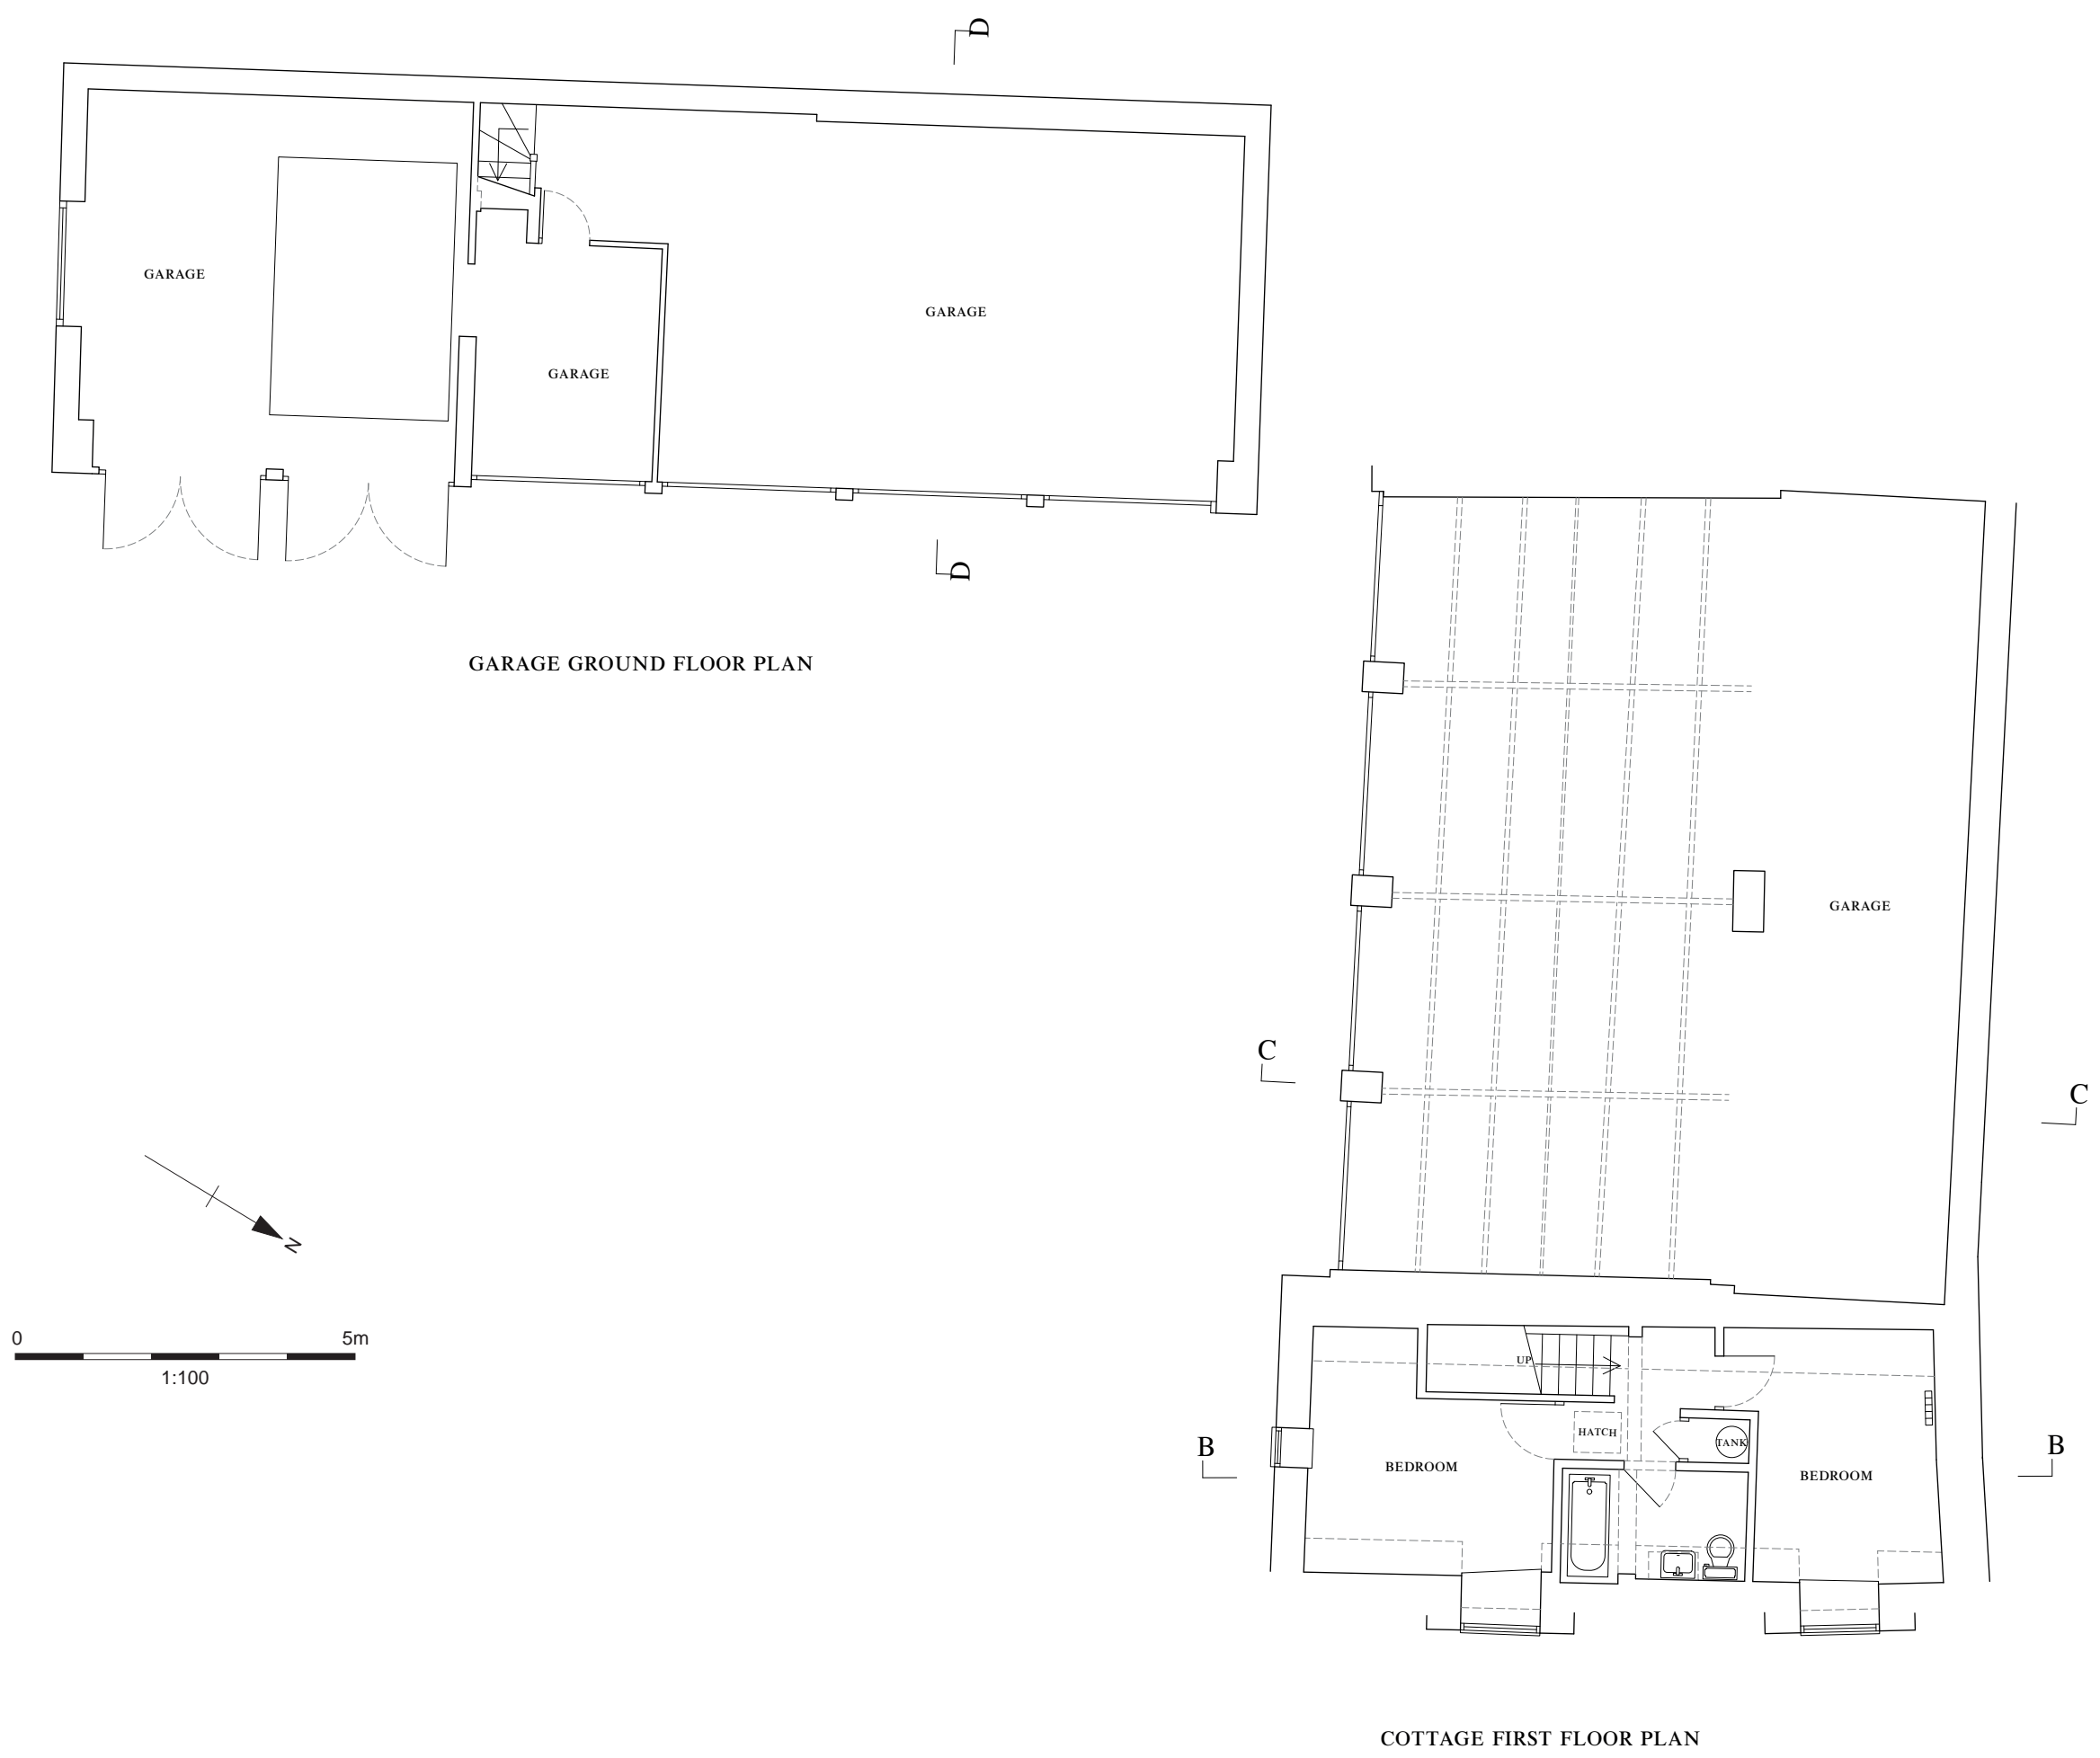 D
GARAGE
GARAGE
GARAGE
D
GARAGE GROUND FLOOR PLAN
GARAGE
C
C
N
0 5m
1:100
UP
HATCH
TANK
B
B
BEDROOM
BEDROOM
COTTAGE FIRST FLOOR PLAN